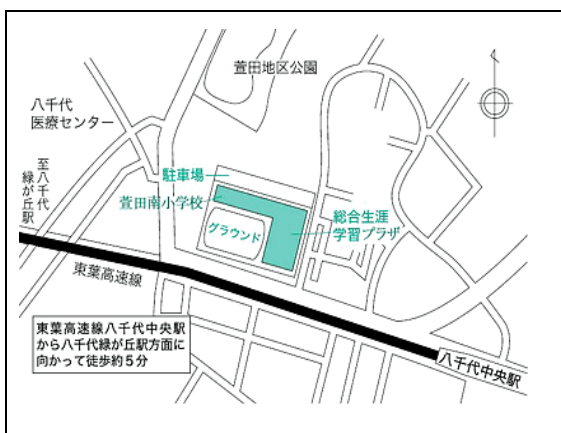 萱田地区公園
八千代
医療センター
至八千代
緑が丘駅
駐車場
萱田南小学校
グラウンド
総合生涯
学習プラザ
東葉高速線
八千代中央駅
東葉高速線八千代中央駅
から八千代緑が丘駅方面に
向かって徒歩約5分